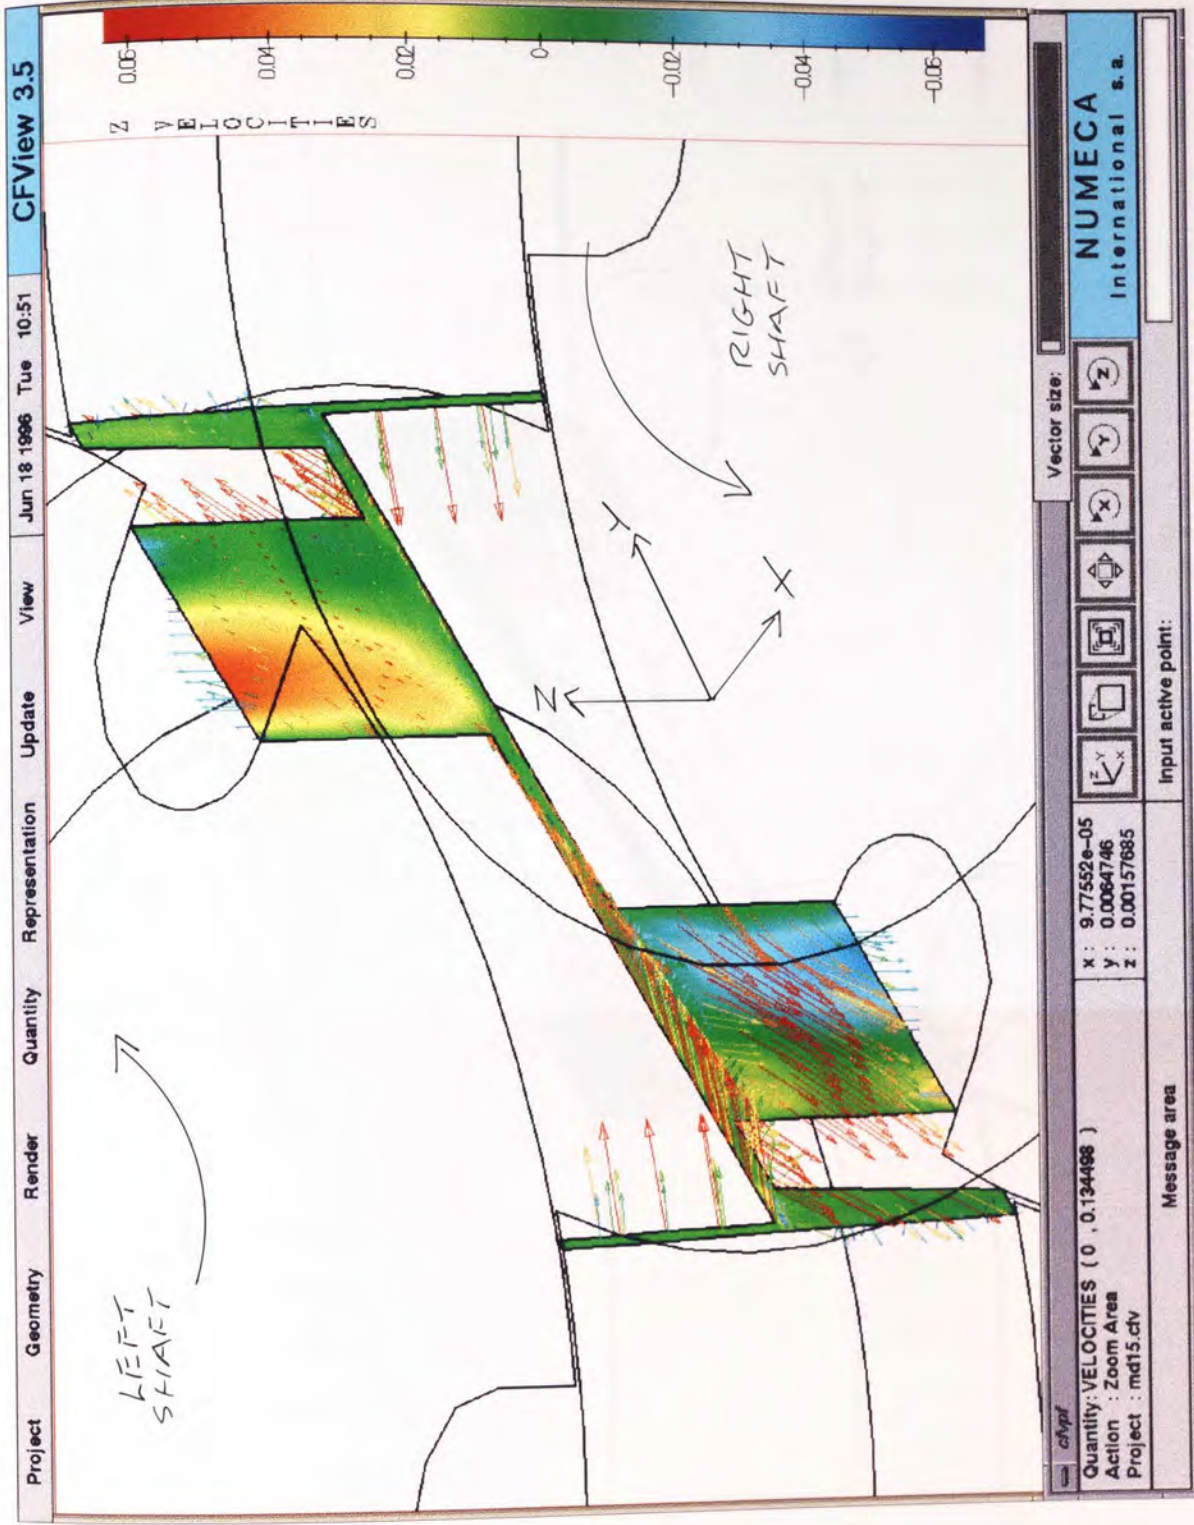 Project Geometry Render Quantity Representation Update View Jun 18 1996 Tue 10:51 CFView 3.5
LEFT
SHAFT
RIGHT
SHAFT
Z
Y
X
Z VELOCITIES
0.06
0.04
0.02
0
-0.02
-0.04
-0.06
cfvpf
Vector size:
Quantity: VELOCITIES ( 0 , 0.134498 )
Action : Zoom Area
Project : md15.cfv
x : 9.77552e-05
y : 0.0064746
z : 0.00157685
Z Y X
X
Y
Z
NUMECA
International s.a.
Message area
Input active point: